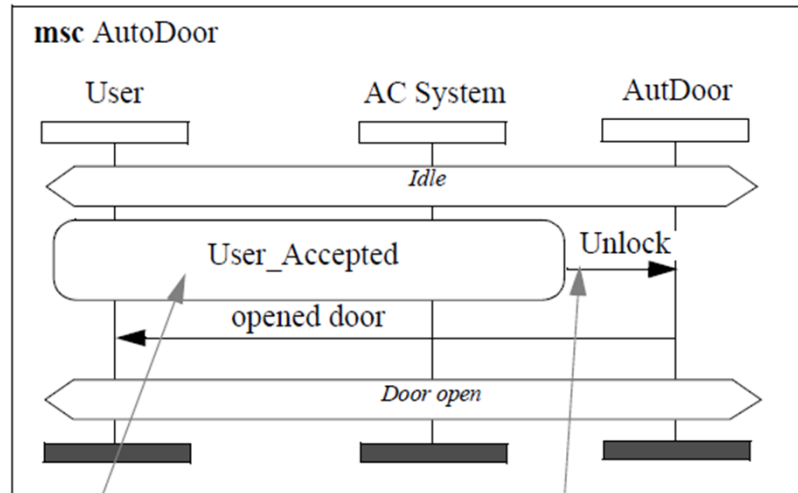 msc AutoDoor
User AC System AutDoor
Idle
User_Accepted Unlock
opened door
Door open